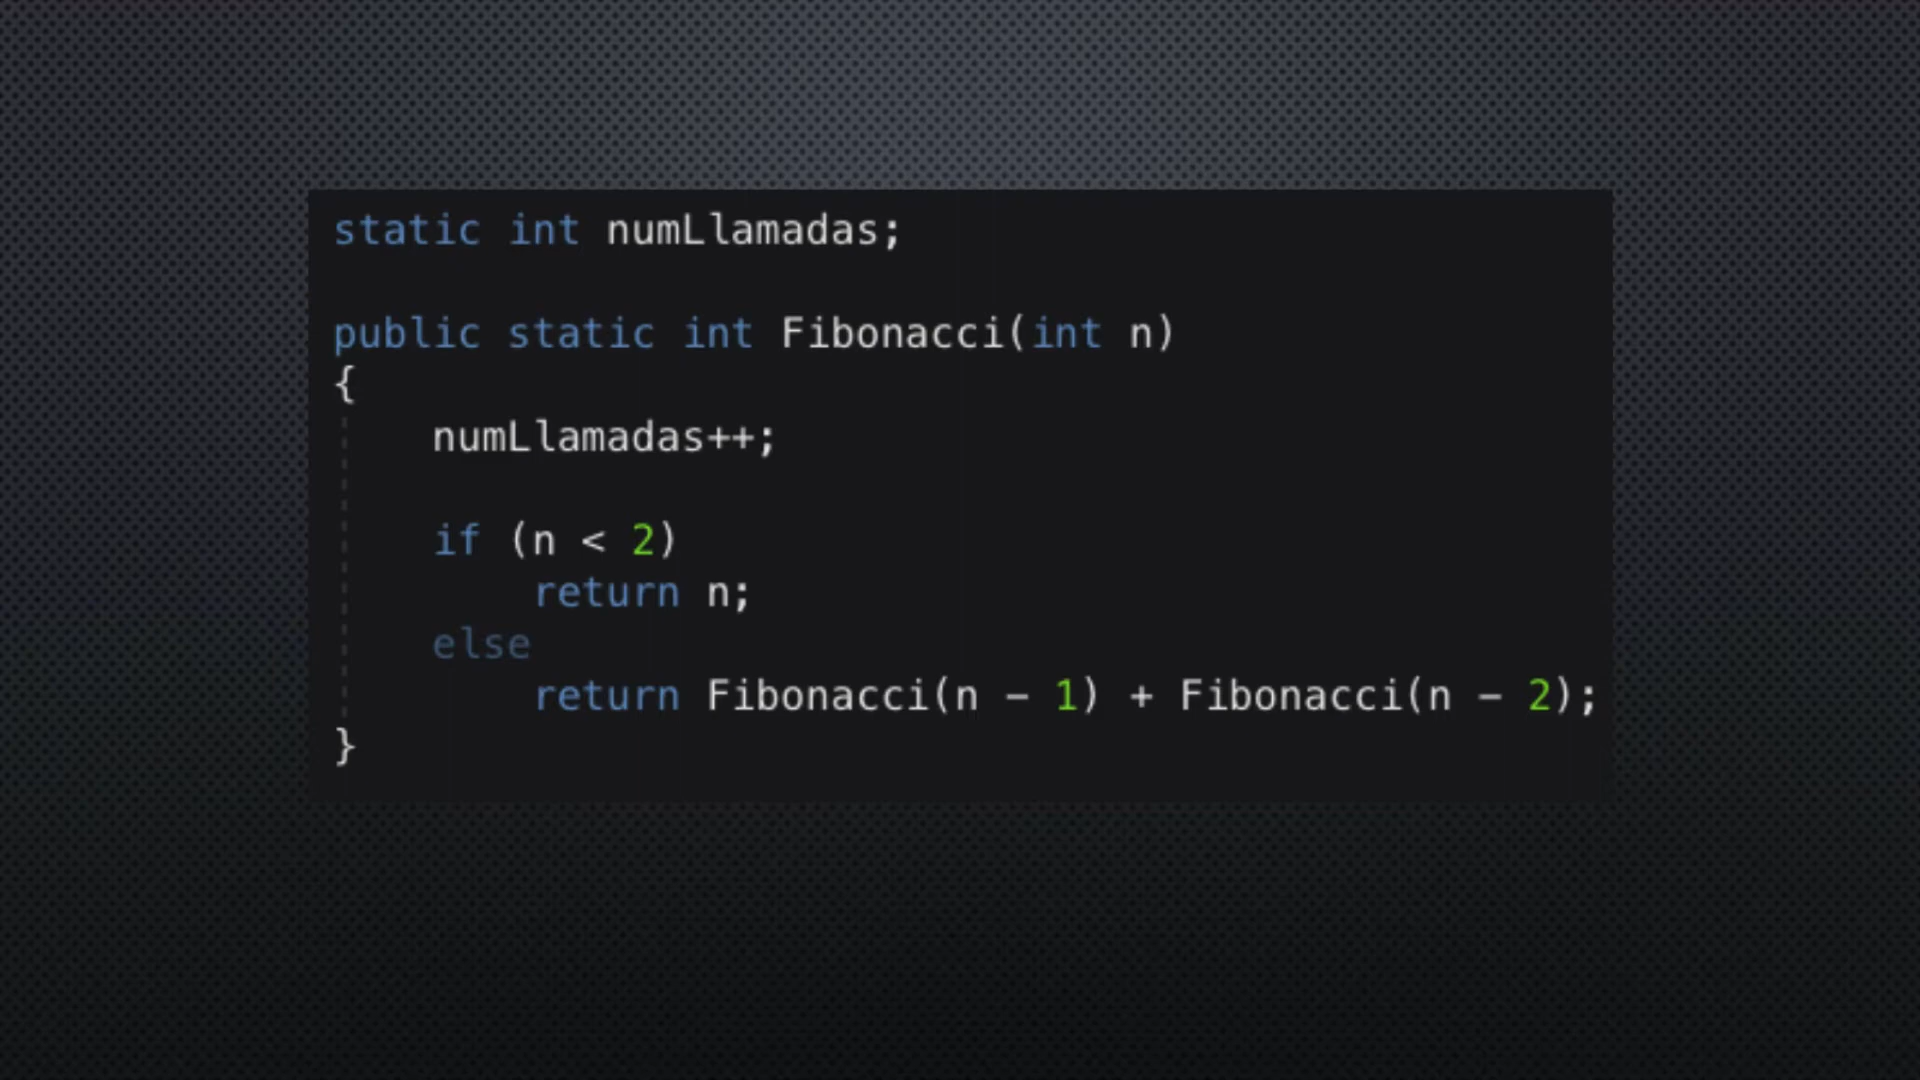 static int numLlamadas;
public static int Fibonacci(int n)
{
numLlamadas++;
if (n < 2)
return n;
else
return Fibonacci(n - 1) + Fibonacci(n - 2);
}